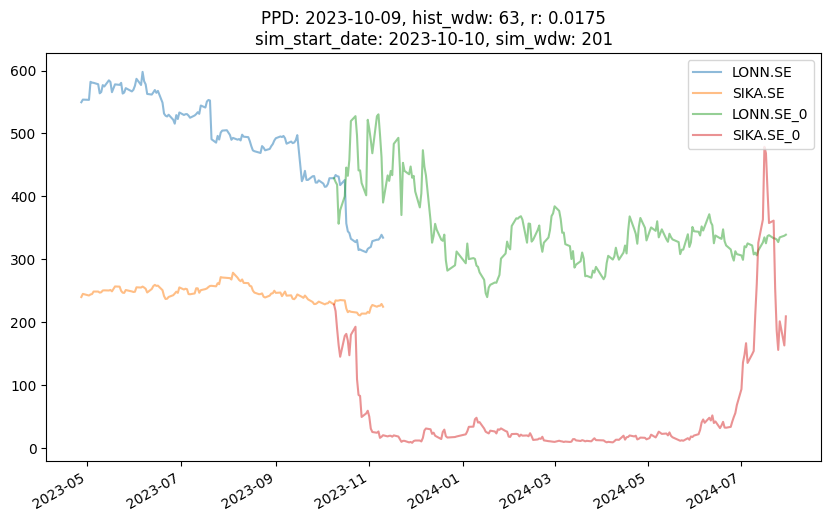 PPD: 2023-10-09, hist_wdw: 63, r: 0.0175
sim_start_date: 2023-10-10, sim_wdw: 201
LONN.SE
SIKA.SE
LONN.SE_0
SIKA.SE_0
600
500
400
300
200
100
0
2023-05
2023-07
2023-09
2023-11
2024-01
2024-03
2024-05
2024-07